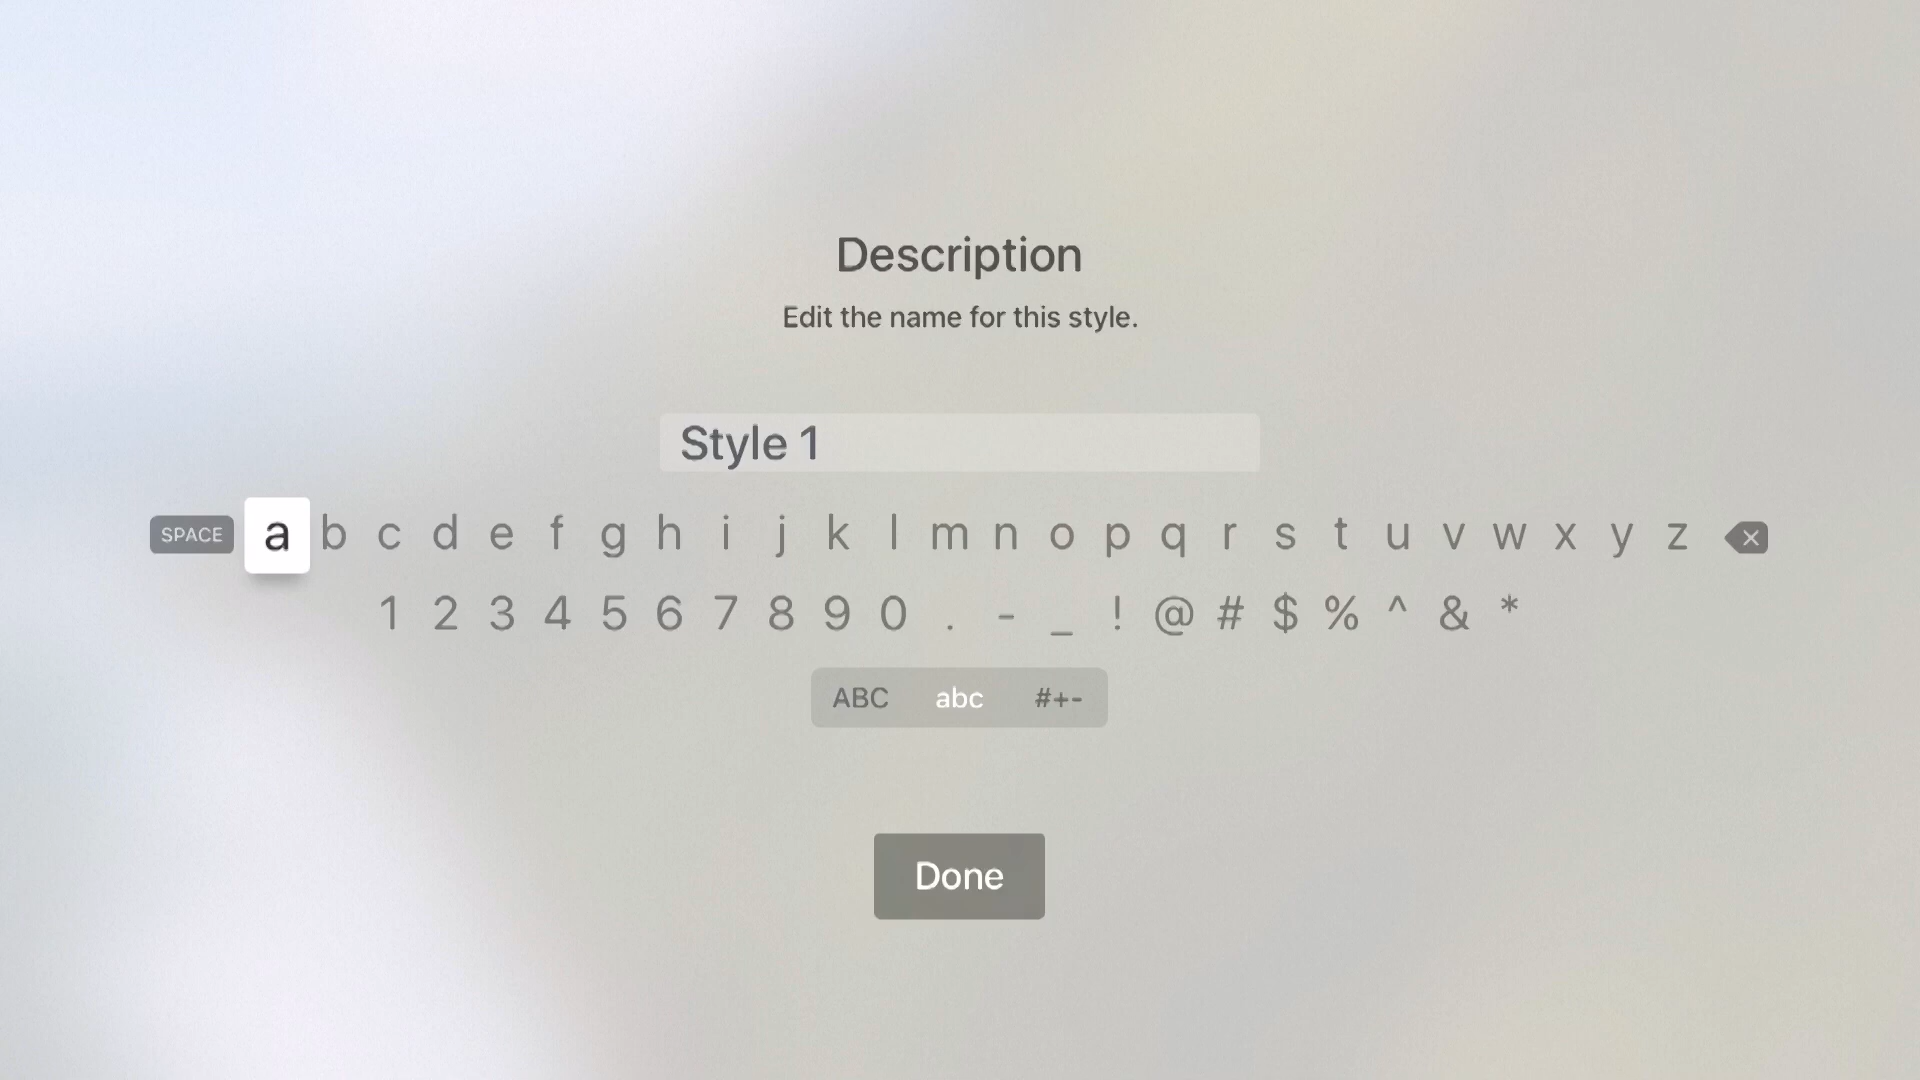 Description
Edit the name for this style.
Style 1
SPACE a b c d e f g h i j k l m n o p q r s t u v w x y z
1 2 3 4 5 6 7 8 9 0 . - _ ! @ # $ % ^ & *
ABC abc #+-
Done